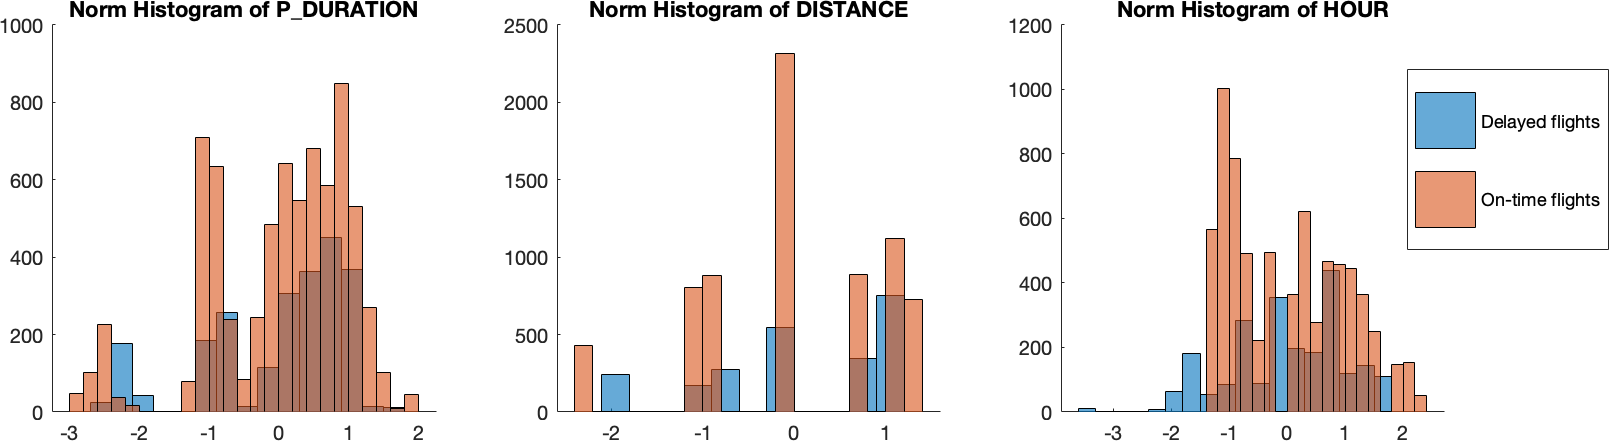 Norm Histogram of P_DURATION
1000
800
600
400
200
0
-3 -2 -1 0 1 2
Norm Histogram of DISTANCE
2500
2000
1500
1000
500
0
-2 -1 0 1
Norm Histogram of HOUR
1200
1000
800
600
400
200
0
-3 -2 -1 0 1 2
Delayed flights
On-time flights